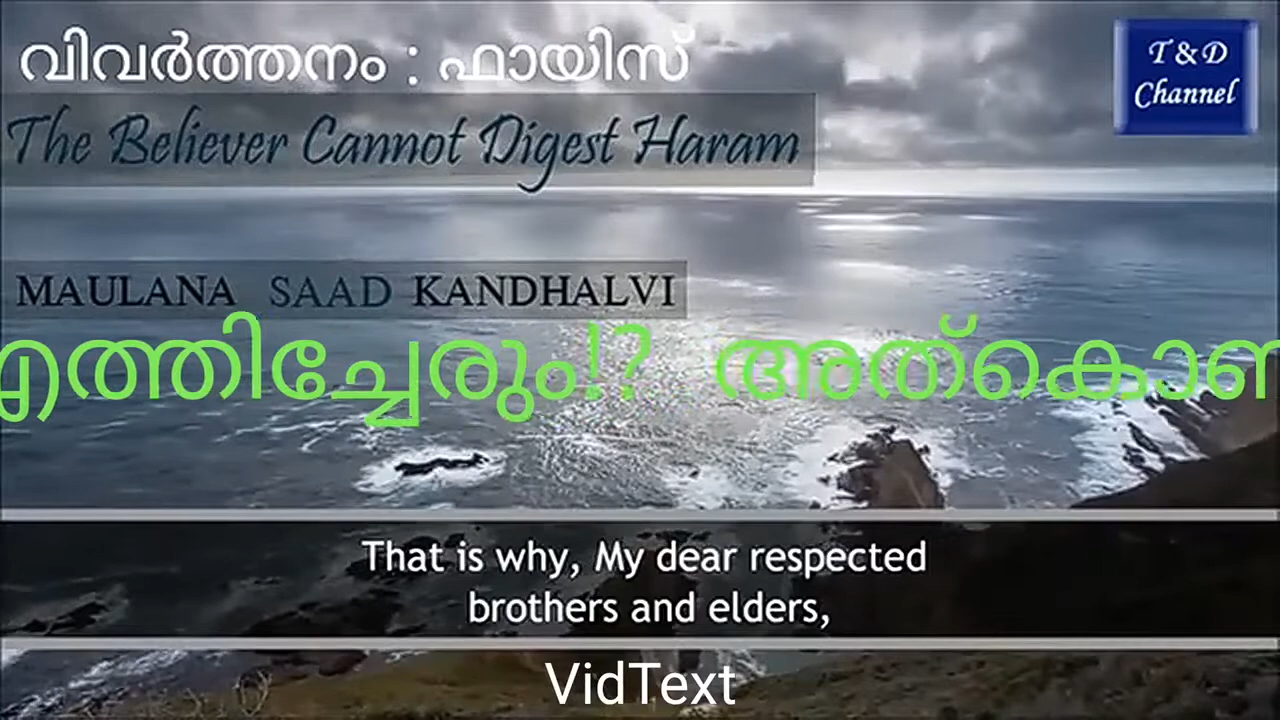 വിവർത്തനം : ഫായിസ്
T & D
Channel
The Believer Cannot Digest Haram
MAULANA SAAD KANDHALVI
എത്തിച്ചേരും!? അത്കൊണ
That is why, My dear respected
brothers and elders,
VidText